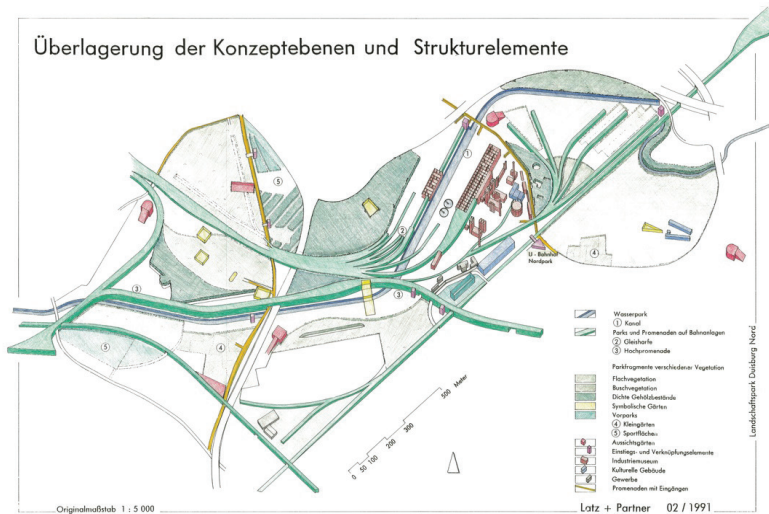 Überlagerung der Konzeptebenen und Strukturelemente
5
1
2
3
3
4
4
4
5
U - Bahnhof
Nordpark
0 50 100 200 300 500 Meter
Wasserpark
1 Kanal
Parks und Promenaden auf Bahnanlagen
2 Gleisharfe
3 Hochpromenade
Parkfragmente verschiedener Vegetation
Flachvegetation
Buschvegetation
Dichte Gehölzbestände
Symbolische Gärten
Vorparks
4 Kleingärten
5 Sportflächen
Aussichtsgärten
Einstiegs- und Verknüpfungselemente
Industriemuseum
Kulturelle Gebäude
Gewerbe
Promenaden mit Eingängen
Landschaftspark Duisburg Nord
Originalmaßstab 1 : 5 000
Latz + Partner 02 / 1991